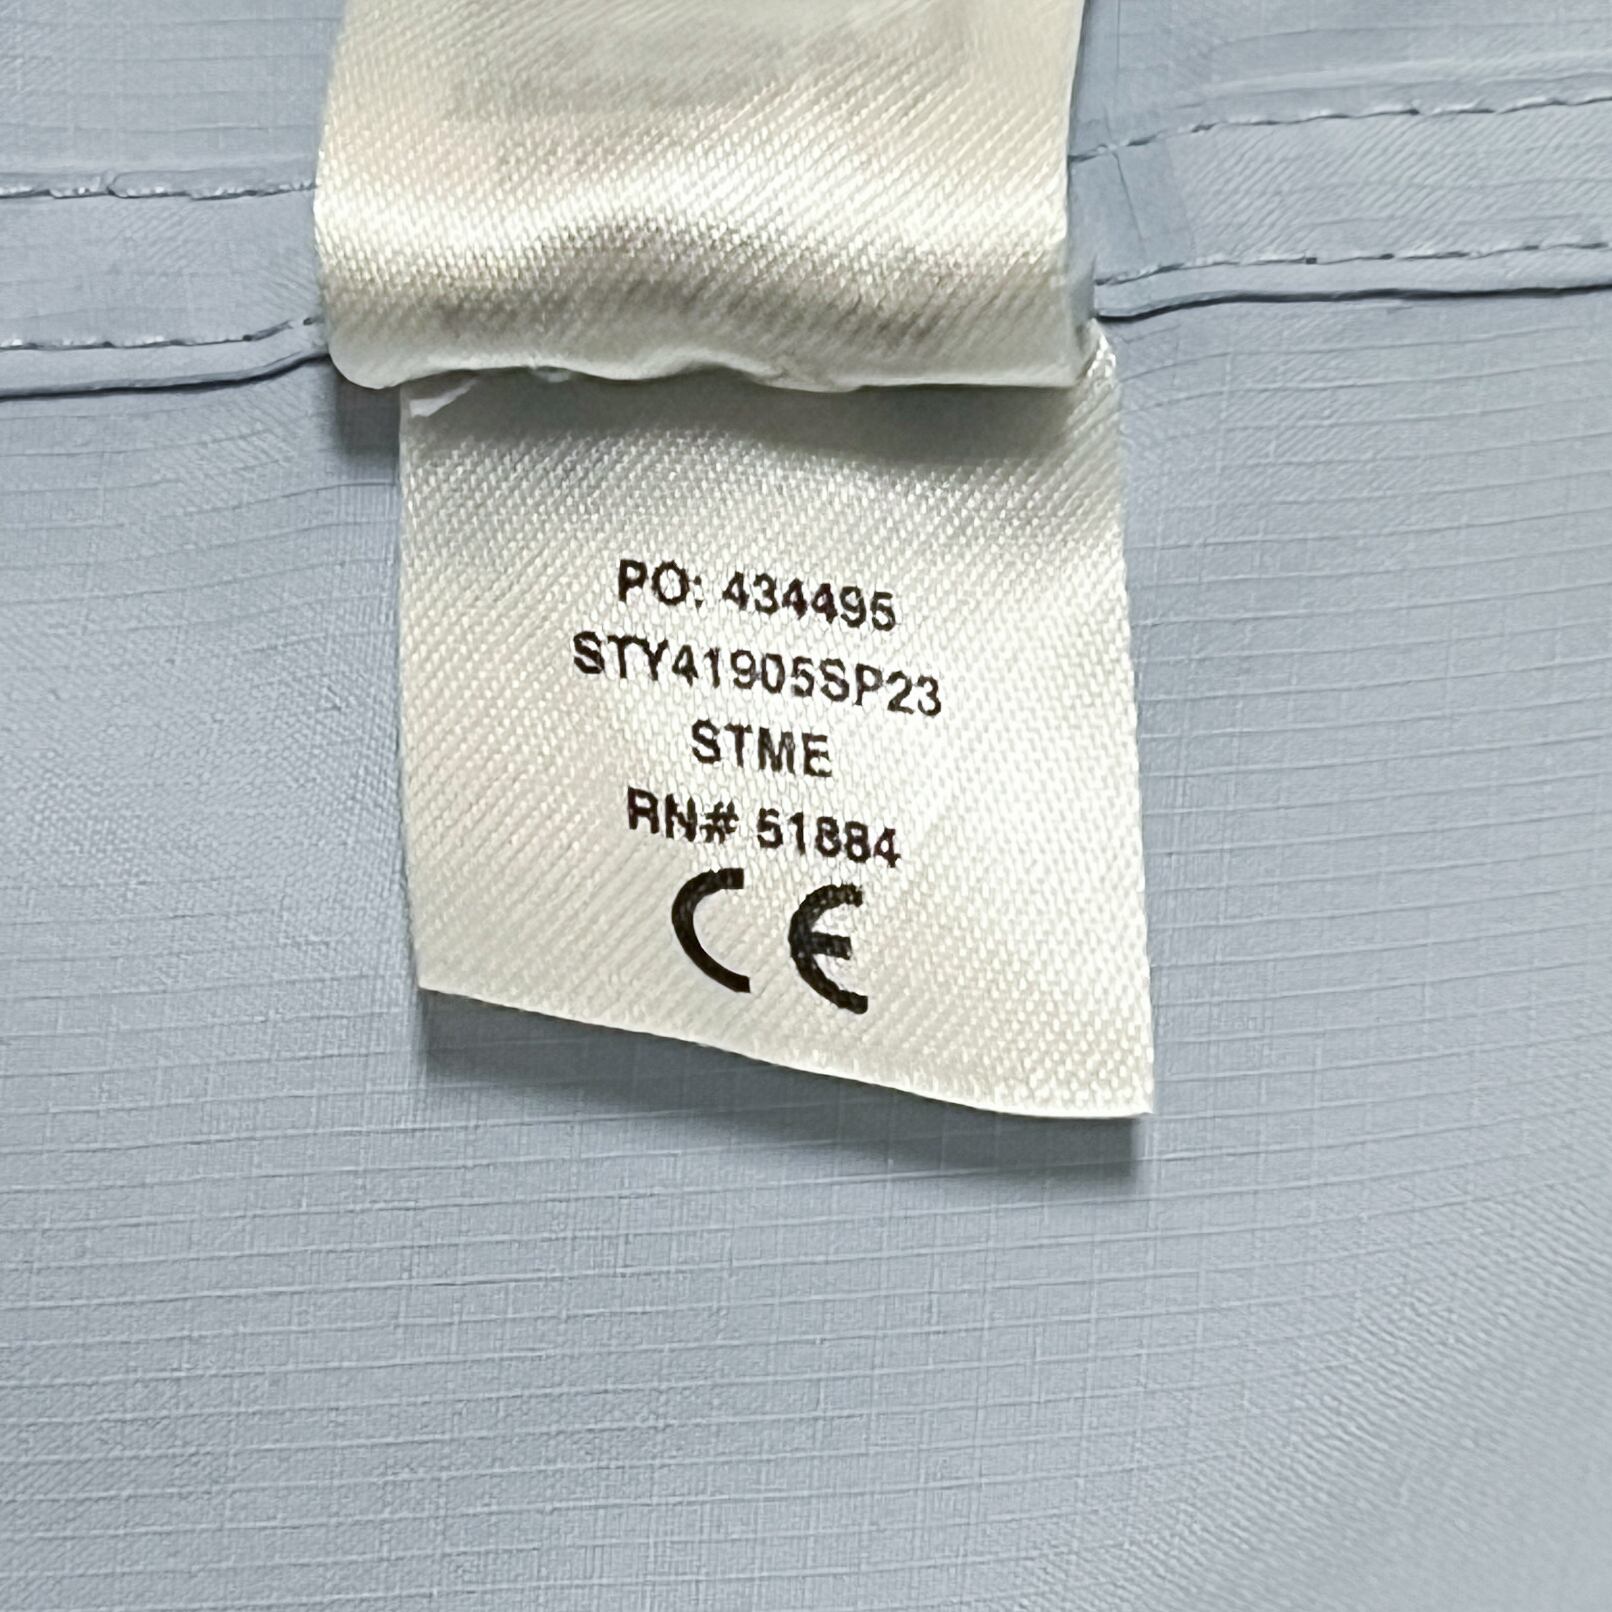 PO: 434495
STY41905SP23
STME
RN# 51884
CE